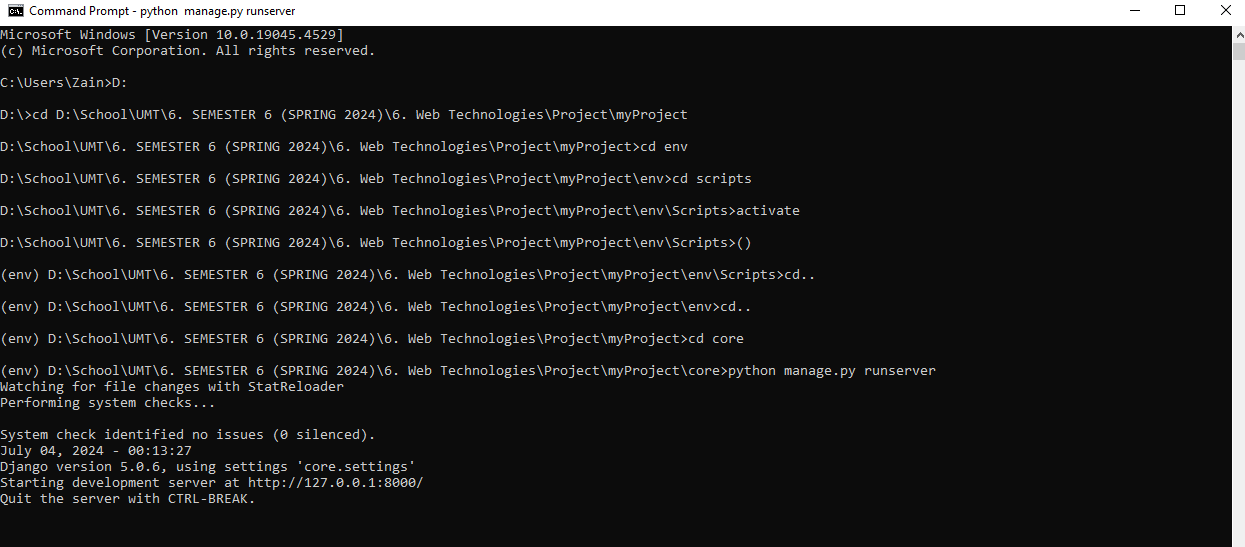 Command Prompt - python  manage.py runserver
Microsoft Windows [Version 10.0.19045.4529]
(c) Microsoft Corporation. All rights reserved.
C:\Users\Zain>D:
D:\>cd D:\School\UMT\6. SEMESTER 6 (SPRING 2024)\6. Web Technologies\Project\myProject
D:\School\UMT\6. SEMESTER 6 (SPRING 2024)\6. Web Technologies\Project\myProject>cd env
D:\School\UMT\6. SEMESTER 6 (SPRING 2024)\6. Web Technologies\Project\myProject\env>cd scripts
D:\School\UMT\6. SEMESTER 6 (SPRING 2024)\6. Web Technologies\Project\myProject\env\Scripts>activate
D:\School\UMT\6. SEMESTER 6 (SPRING 2024)\6. Web Technologies\Project\myProject\env\Scripts>()
(env) D:\School\UMT\6. SEMESTER 6 (SPRING 2024)\6. Web Technologies\Project\myProject\env\Scripts>cd..
(env) D:\School\UMT\6. SEMESTER 6 (SPRING 2024)\6. Web Technologies\Project\myProject\env>cd..
(env) D:\School\UMT\6. SEMESTER 6 (SPRING 2024)\6. Web Technologies\Project\myProject>cd core
(env) D:\School\UMT\6. SEMESTER 6 (SPRING 2024)\6. Web Technologies\Project\myProject\core>python manage.py runserver
Watching for file changes with StatReloader
Performing system checks...
System check identified no issues (0 silenced).
July 04, 2024 - 00:13:27
Django version 5.0.6, using settings 'core.settings'
Starting development server at http://127.0.0.1:8000/
Quit the server with CTRL-BREAK.